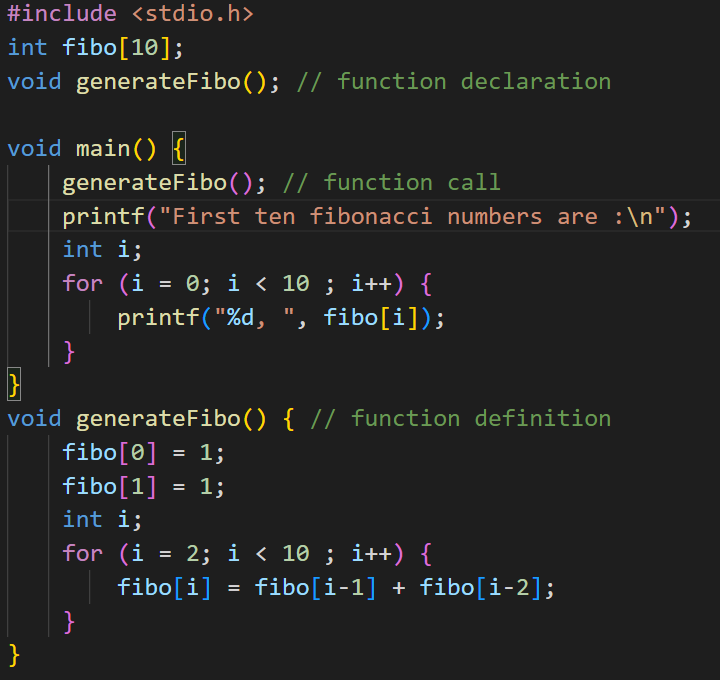 #include <stdio.h>
int fibo[10];
void generateFibo(); // function declaration

void main() {
    generateFibo(); // function call
    printf("First ten fibonacci numbers are :\n");
    int i;
    for (i = 0; i < 10 ; i++) {
        printf("%d, ", fibo[i]);
    }
}
void generateFibo() { // function definition
    fibo[0] = 1;
    fibo[1] = 1;
    int i;
    for (i = 2; i < 10 ; i++) {
        fibo[i] = fibo[i-1] + fibo[i-2];
    }
}